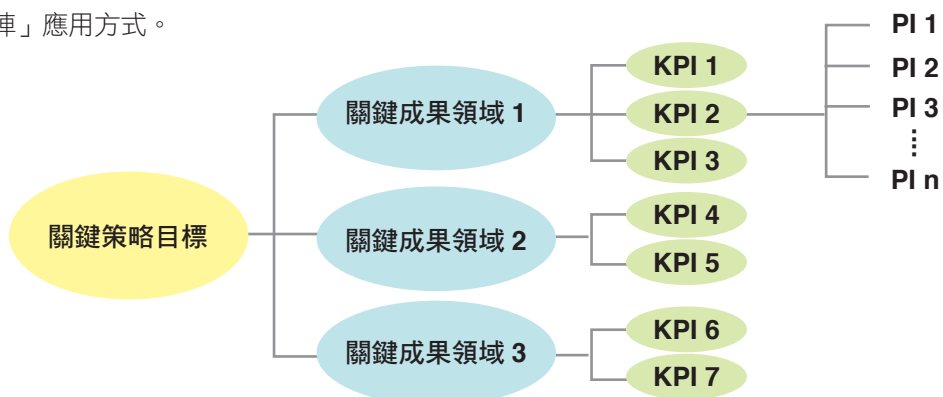 陣」應用方式。
關鍵策略目標
關鍵成果領域 1
KPI 1
KPI 2
KPI 3
PI 1
PI 2
PI 3
PI n
關鍵成果領域 2
KPI 4
KPI 5
關鍵成果領域 3
KPI 6
KPI 7